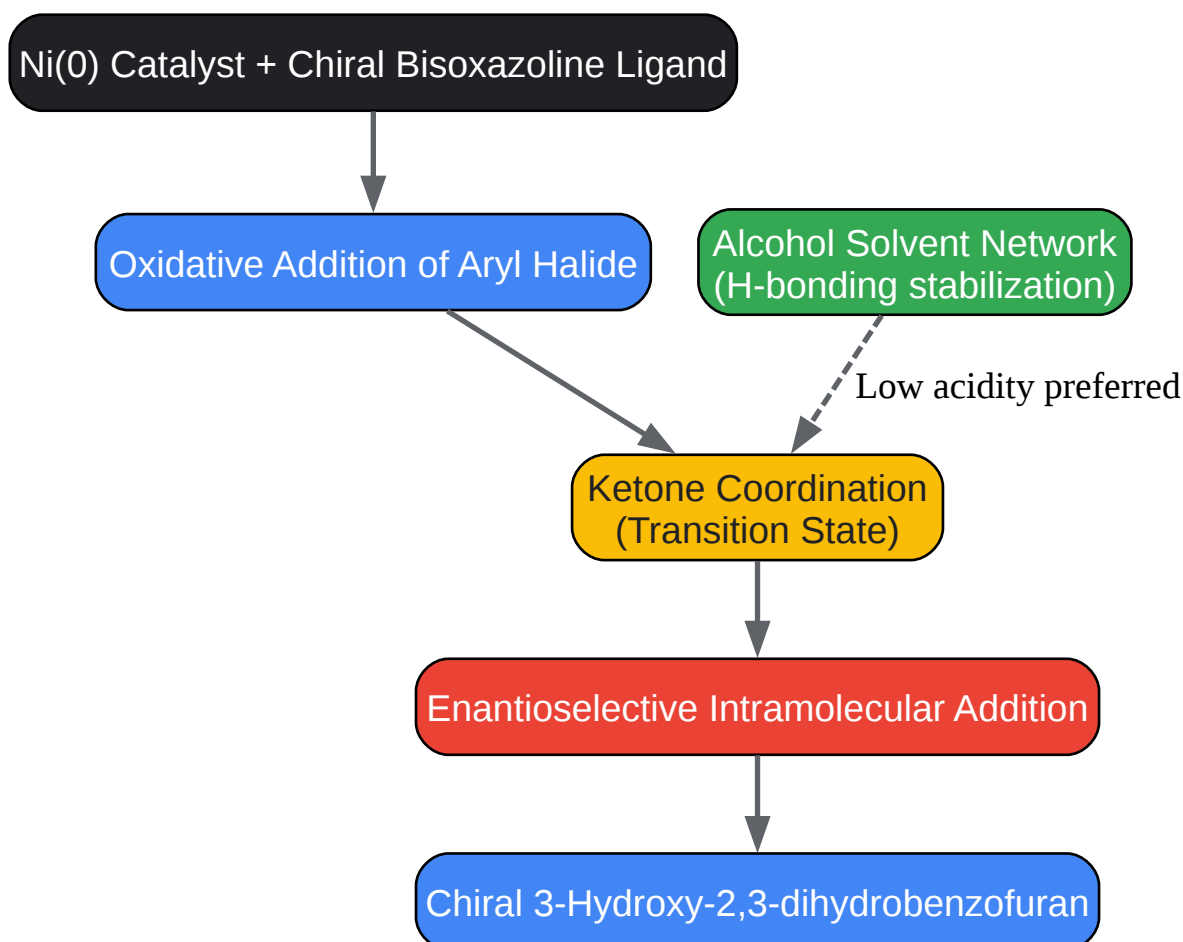 Ni(0) Catalyst + Chiral Bisoxazoline Ligand
Oxidative Addition of Aryl Halide
Alcohol Solvent Network
(H-bonding stabilization)
Low acidity preferred
Ketone Coordination
(Transition State)
Enantioselective Intramolecular Addition
Chiral 3-Hydroxy-2,3-dihydrobenzofuran